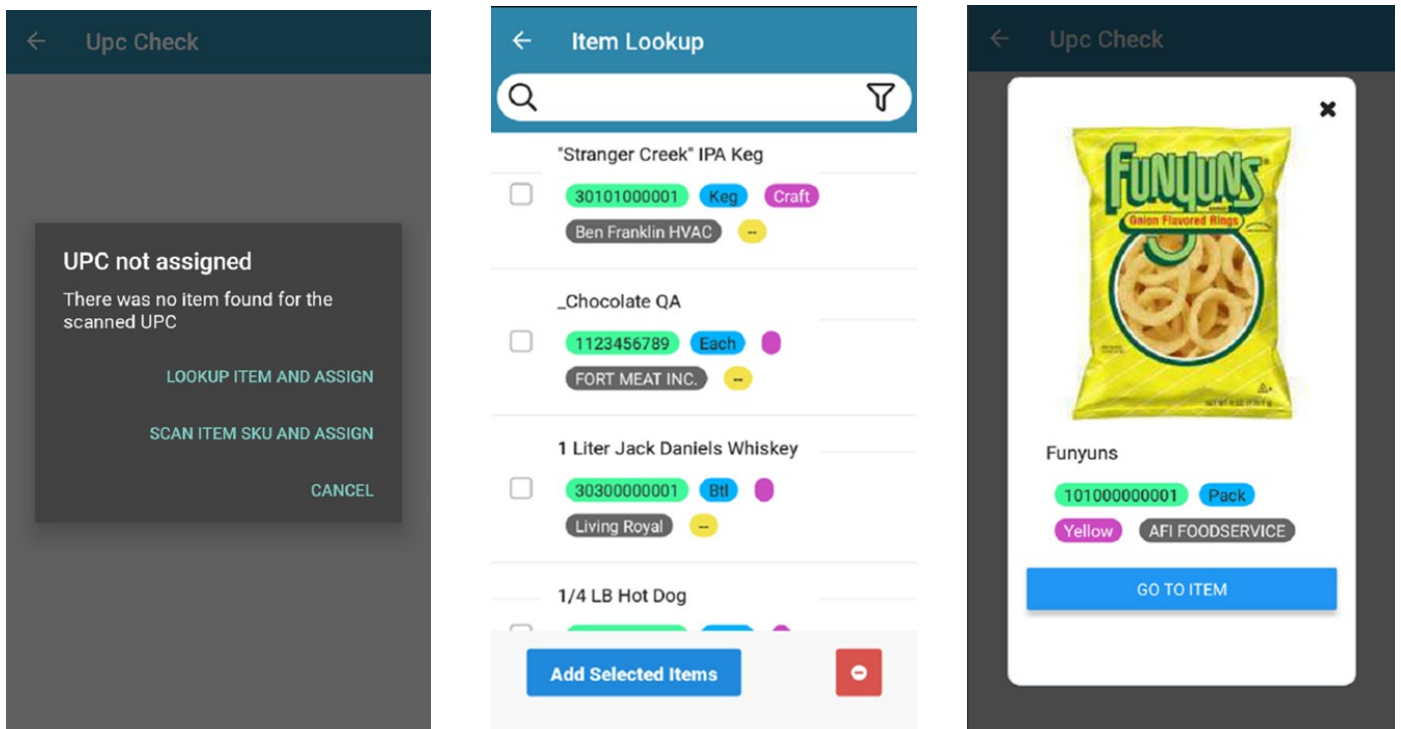 Upc Check
UPC not assigned
There was no item found for the
scanned UPC
LOOKUP ITEM AND ASSIGN
SCAN ITEM SKU AND ASSIGN
CANCEL
Item Lookup
"Stranger Creek" IPA Keg
30101000001 Keg Craft
Ben Franklin HVAC --
_Chocolate QA
1123456789 Each
FORT MEAT INC. --
1 Liter Jack Daniels Whiskey
30300000001 Btl
Living Royal --
1/4 LB Hot Dog
Add Selected Items
Upc Check
FUNYUNS
Onion Flavored Rings
Funyuns
101000000001 Pack
Yellow AFI FOODSERVICE
GO TO ITEM